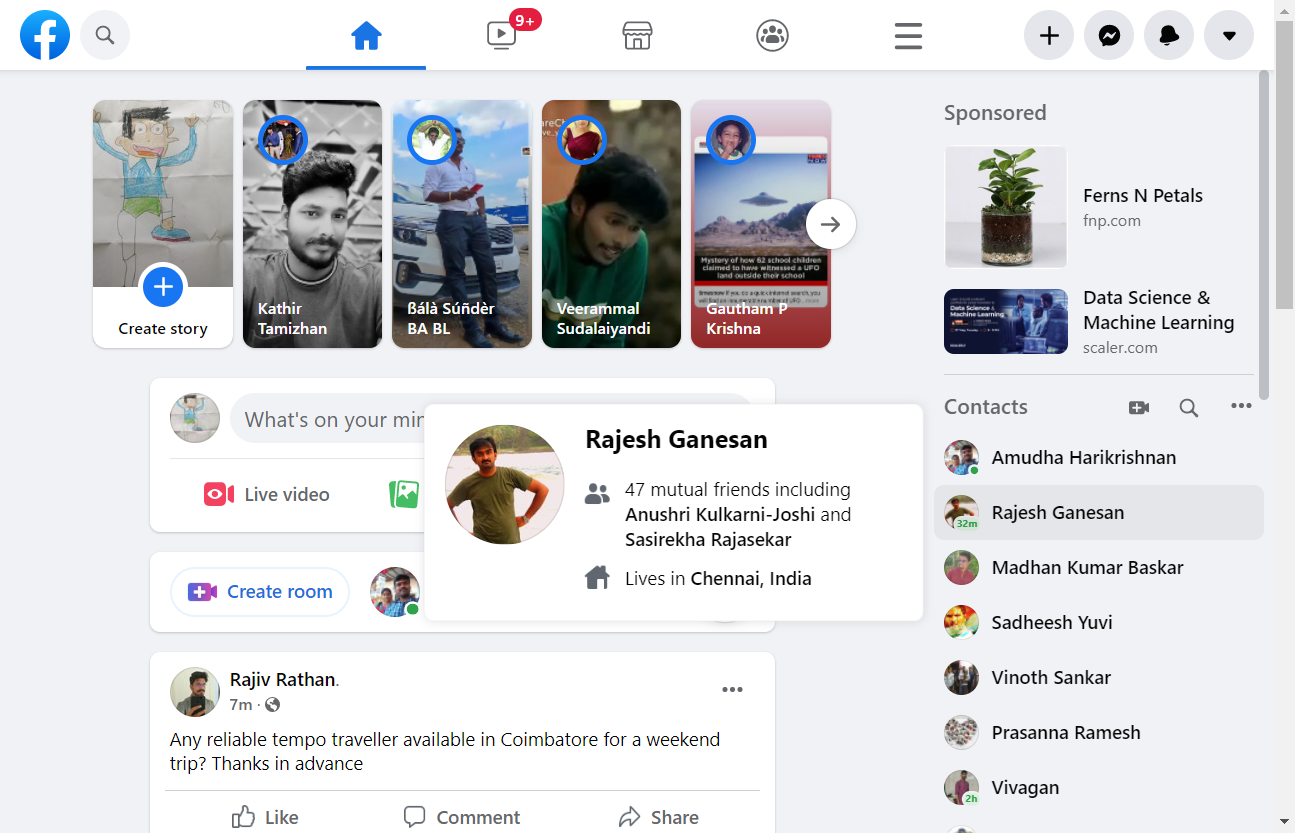 9+
Create story
Kathir
Tamizhan
ßálà Súñdèr
BA BL
Veerammal
Sudalaiyandi
Mystery of how 62 school children
claimed to have witnessed a UFO
land outside their school
Gautham P
Krishna
Sponsored
Ferns N Petals
fnp.com
Data Science &
Machine Learning
Data Science &
Machine Learning
scaler.com
What's on your min
Live video
Rajesh Ganesan
47 mutual friends including
Anushri Kulkarni-Joshi and
Sasirekha Rajasekar
Lives in Chennai, India
Create room
Contacts
Amudha Harikrishnan
32m
Rajesh Ganesan
Madhan Kumar Baskar
Sadheesh Yuvi
Vinoth Sankar
Prasanna Ramesh
2h
Vivagan
Rajiv Rathan.
7m ·
Any reliable tempo traveller available in Coimbatore for a weekend
trip? Thanks in advance
Like
Comment
Share